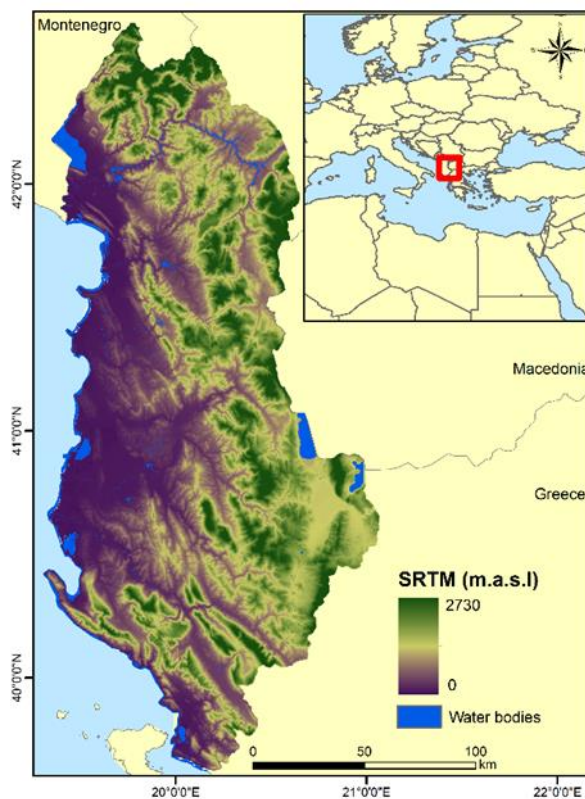 Montenegro
42°0'0"N
Macedonia
41°0'0"N
Greece
SRTM (m.a.s.l)
2730
0
Water bodies
40°0'0"N
0 50 100
km
20°0'0"E 21°0'0"E 22°0'0"E